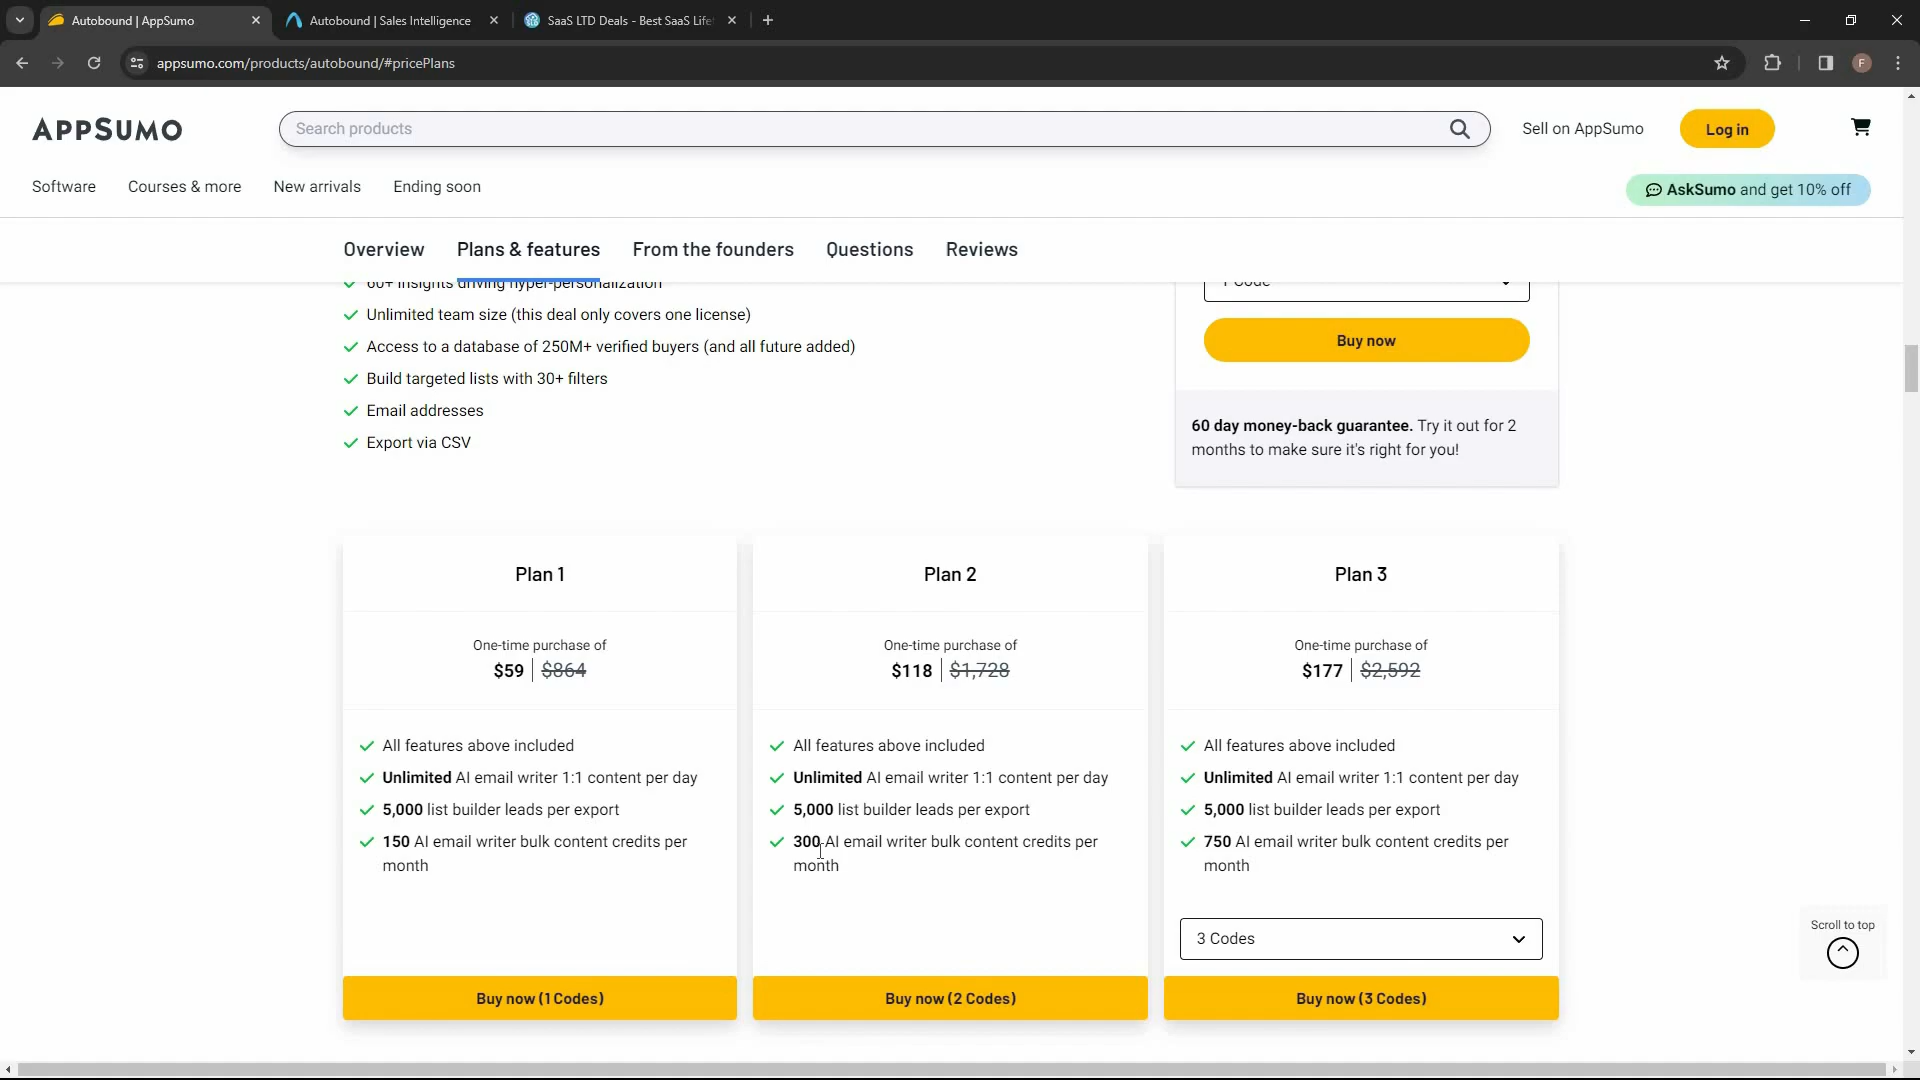 Autobound | AppSumo
Autobound | Sales Intelligence
SaaS LTD Deals - Best SaaS Life
appsumo.com/products/autobound/#pricePlans
F
APPSUMO
Search products
Sell on AppSumo
Log in
Software
Courses & more
New arrivals
Ending soon
AskSumo and get 10% off
Overview
Plans & features
From the founders
Questions
Reviews
60+ insights driving hyper-personalization
Unlimited team size (this deal only covers one license)
Access to a database of 250M+ verified buyers (and all future added)
Build targeted lists with 30+ filters
Email addresses
Export via CSV
1 Code
Buy now
60 day money-back guarantee. Try it out for 2
months to make sure it's right for you!
Plan 1
One-time purchase of
$59 | $864
All features above included
Unlimited AI email writer 1:1 content per day
5,000 list builder leads per export
150 AI email writer bulk content credits per
month
Buy now (1 Codes)
Plan 2
One-time purchase of
$118 | $1,728
All features above included
Unlimited AI email writer 1:1 content per day
5,000 list builder leads per export
300 AI email writer bulk content credits per
month
Buy now (2 Codes)
Plan 3
One-time purchase of
$177 | $2,592
All features above included
Unlimited AI email writer 1:1 content per day
5,000 list builder leads per export
750 AI email writer bulk content credits per
month
3 Codes
Buy now (3 Codes)
Scroll to top